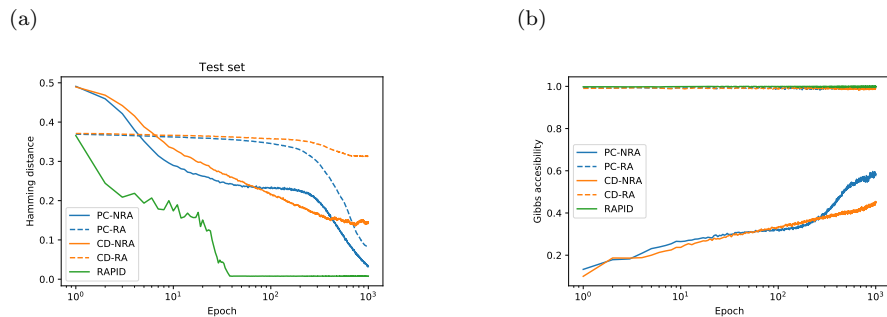 (a)
(b)
Test set
Hamming distance
0.5
0.4
0.3
0.2
0.1
0.0
PC-NRA
PC-RA
CD-NRA
CD-RA
RAPID
10^0
10^1
10^2
10^3
Epoch
Gibbs accesibility
1.0
0.8
0.6
0.4
0.2
PC-NRA
PC-RA
CD-NRA
CD-RA
RAPID
10^0
10^1
10^2
10^3
Epoch